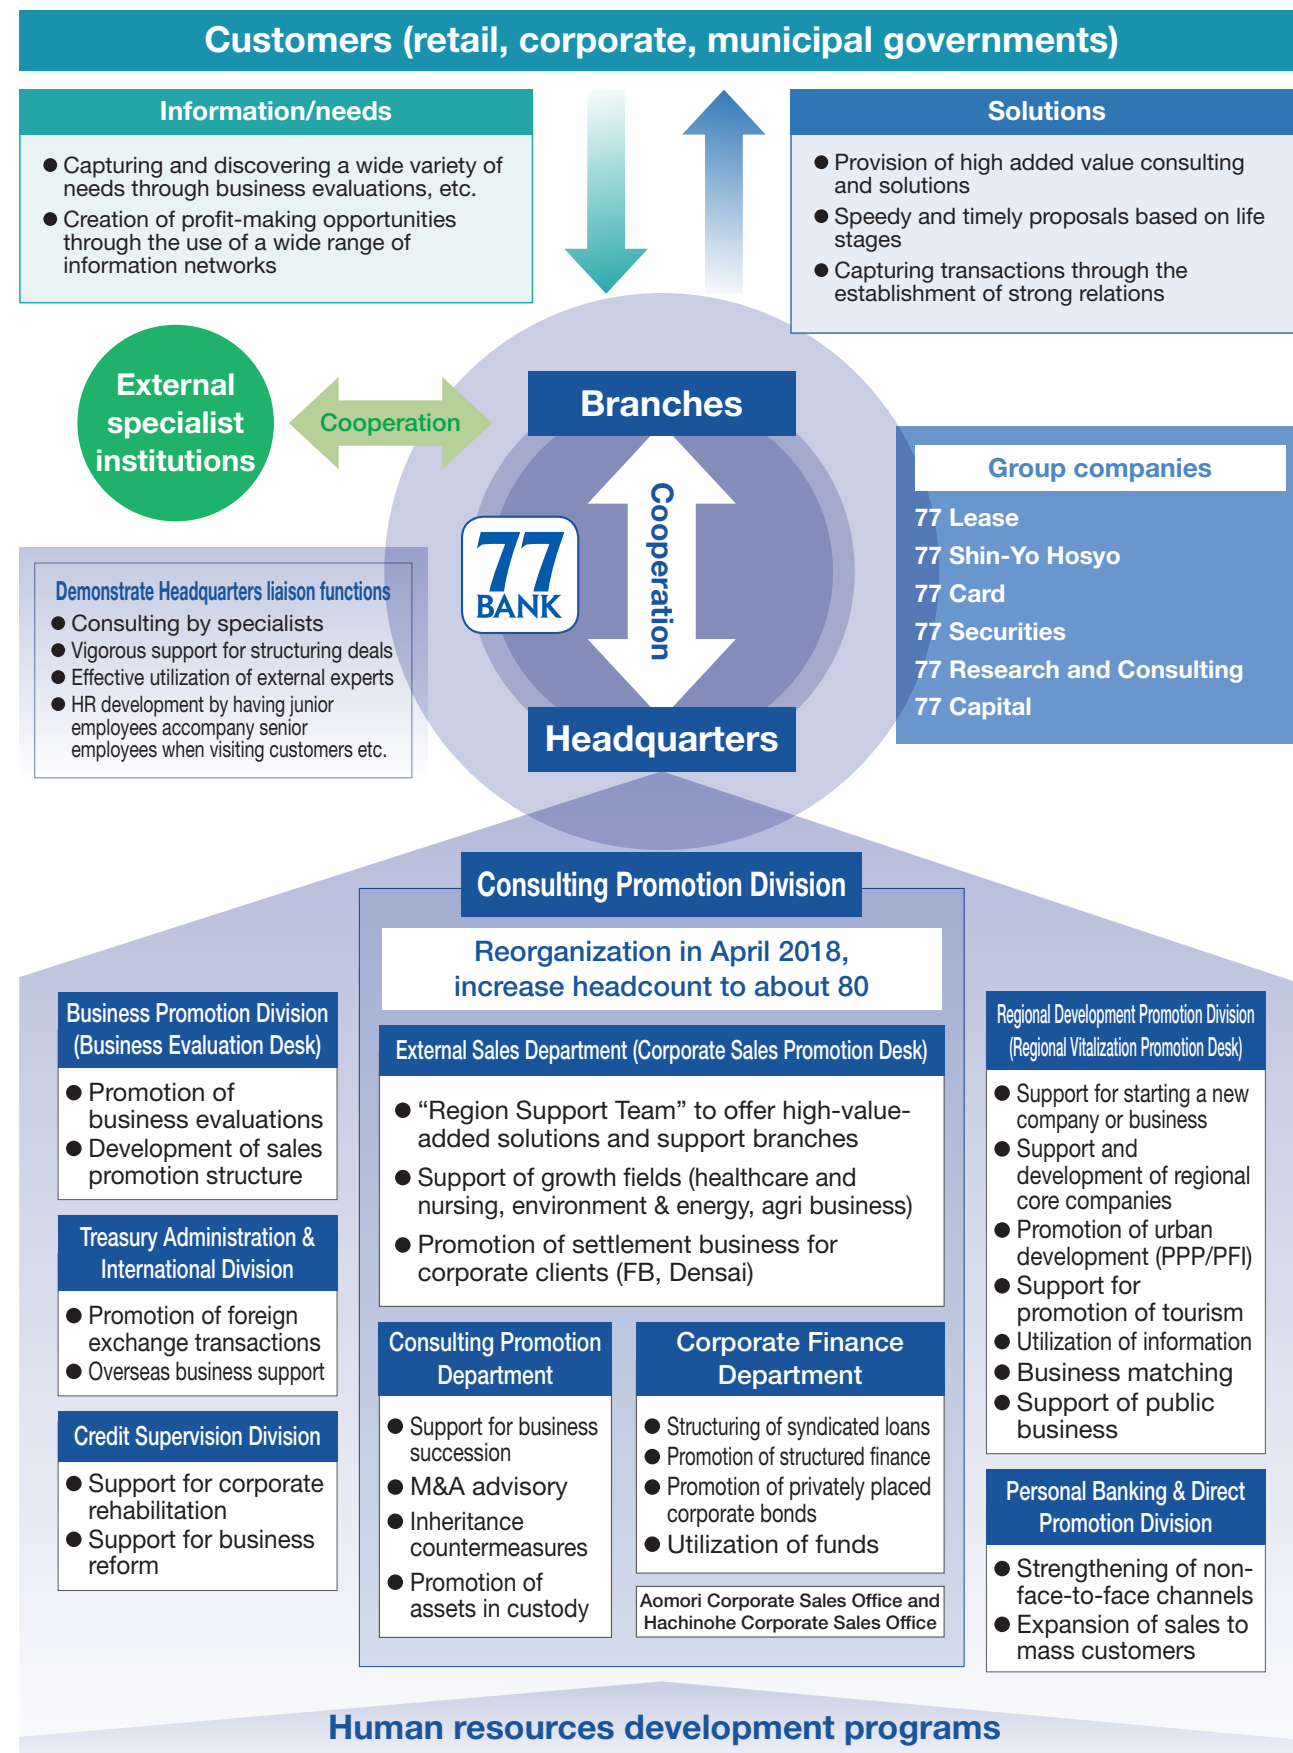 Customers (retail, corporate, municipal governments)
Information/needs
● Capturing and discovering a wide variety of
needs through business evaluations, etc.
● Creation of profit-making opportunities
through the use of a wide range of
information networks
Solutions
● Provision of high added value consulting
and solutions
● Speedy and timely proposals based on life
stages
● Capturing transactions through the
establishment of strong relations
External
specialist
institutions
Cooperation
Branches
Cooperation
77
BANK
Headquarters
Group companies
77 Lease
77 Shin-Yo Hosyo
77 Card
77 Securities
77 Research and Consulting
77 Capital
Demonstrate Headquarters liaison functions
● Consulting by specialists
● Vigorous support for structuring deals
● Effective utilization of external experts
● HR development by having junior
employees accompany senior
employees when visiting customers etc.
Consulting Promotion Division
Reorganization in April 2018,
increase headcount to about 80
Business Promotion Division
(Business Evaluation Desk)
● Promotion of
business evaluations
● Development of sales
promotion structure
Treasury Administration &
International Division
● Promotion of foreign
exchange transactions
● Overseas business support
Credit Supervision Division
● Support for corporate
rehabilitation
● Support for business
reform
External Sales Department (Corporate Sales Promotion Desk)
● “Region Support Team” to offer high-value-
added solutions and support branches
● Support of growth fields (healthcare and
nursing, environment & energy, agri business)
● Promotion of settlement business for
corporate clients (FB, Densai)
Consulting Promotion
Department
● Support for business
succession
● M&A advisory
● Inheritance
countermeasures
● Promotion of
assets in custody
Corporate Finance
Department
● Structuring of syndicated loans
● Promotion of structured finance
● Promotion of privately placed
corporate bonds
● Utilization of funds
Aomori Corporate Sales Office and
Hachinohe Corporate Sales Office
Regional Development Promotion Division
(Regional Vitalization Promotion Desk)
● Support for starting a new
company or business
● Support and
development of regional
core companies
● Promotion of urban
development (PPP/PFI)
● Support for
promotion of tourism
● Utilization of information
● Business matching
● Support of public
business
Personal Banking & Direct
Promotion Division
● Strengthening of non-
face-to-face channels
● Expansion of sales to
mass customers
Human resources development programs